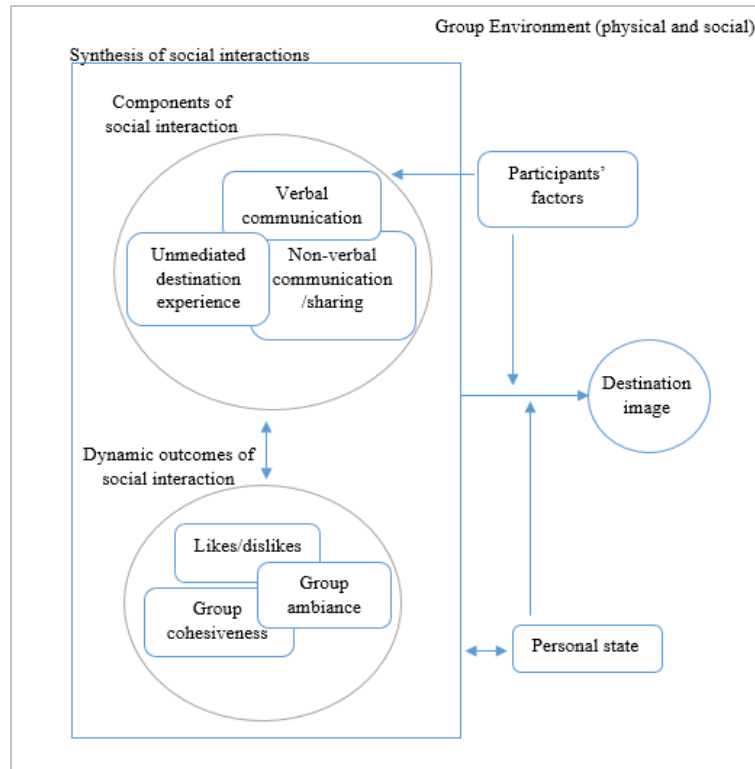 Group Environment (physical and social)
Synthesis of social interactions
Components of
social interaction
Verbal
communication
Unmediated
destination
experience
Non-verbal
communication
/sharing
Participants’
factors
Destination
image
Dynamic outcomes of
social interaction
Likes/dislikes
Group
ambiance
Group
cohesiveness
Personal state